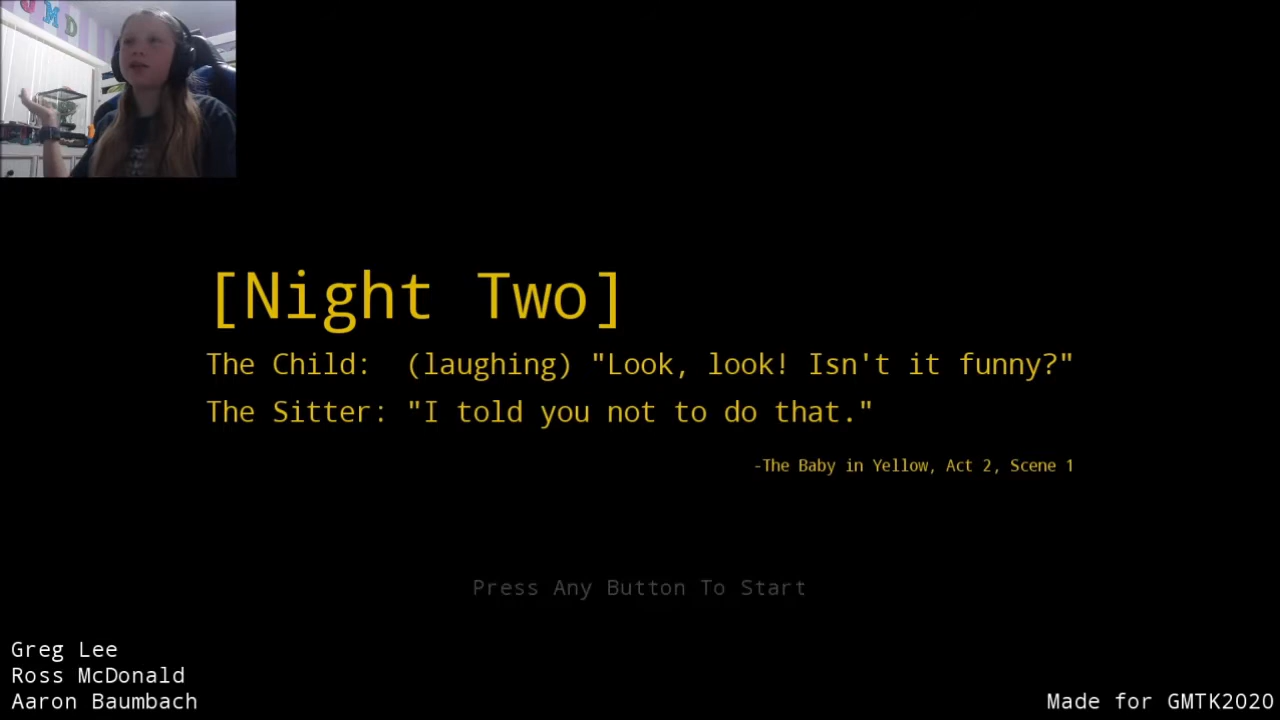 [Night Two]
The Child:  (laughing) "Look, look! Isn't it funny?"
The Sitter: "I told you not to do that."
-The Baby in Yellow, Act 2, Scene 1
Press Any Button To Start
Greg Lee
Ross McDonald
Aaron Baumbach
Made for GMTK2020